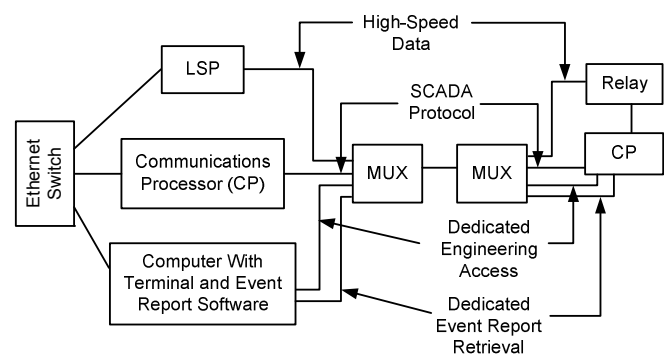 High-Speed
Data
LSP
Relay
SCADA
Protocol
Ethernet
Switch
Communications
Processor (CP)
MUX
MUX
CP
Dedicated
Engineering
Access
Computer With
Terminal and Event
Report Software
Dedicated
Event Report
Retrieval